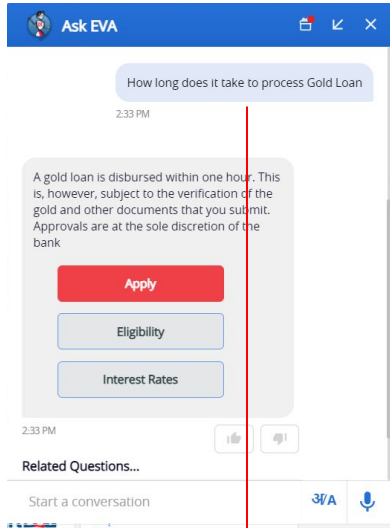 Ask EVA
How long does it take to process Gold Loan
2:33 PM
A gold loan is disbursed within one hour. This
is, however, subject to the verification of the
gold and other documents that you submit.
Approvals are at the sole discretion of the
bank
Apply
Eligibility
Interest Rates
2:33 PM
Related Questions...
Start a conversation
अ/A